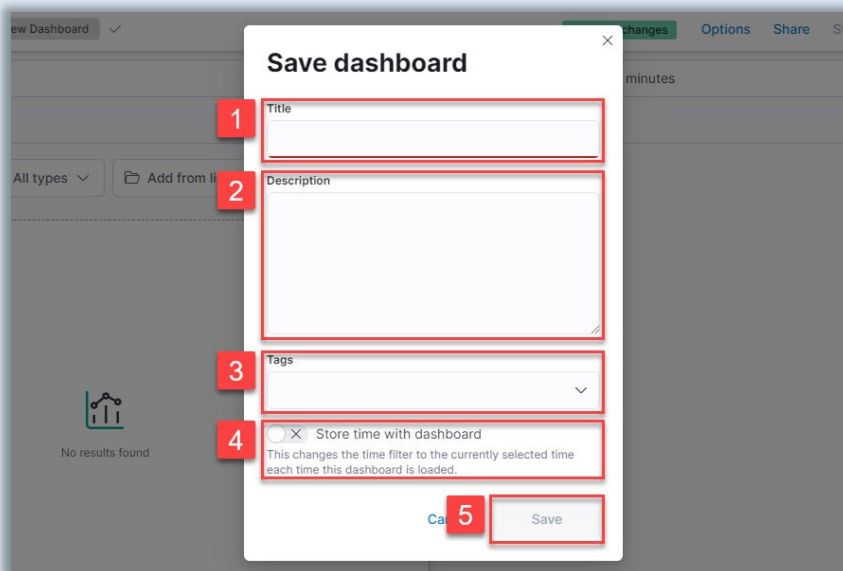 ew Dashboard
changes
Options
Share
minutes
All types
Add from li
No results found
Save dashboard
1
Title
2
Description
3
Tags
4
Store time with dashboard
This changes the time filter to the currently selected time
each time this dashboard is loaded.
Ca
5
Save